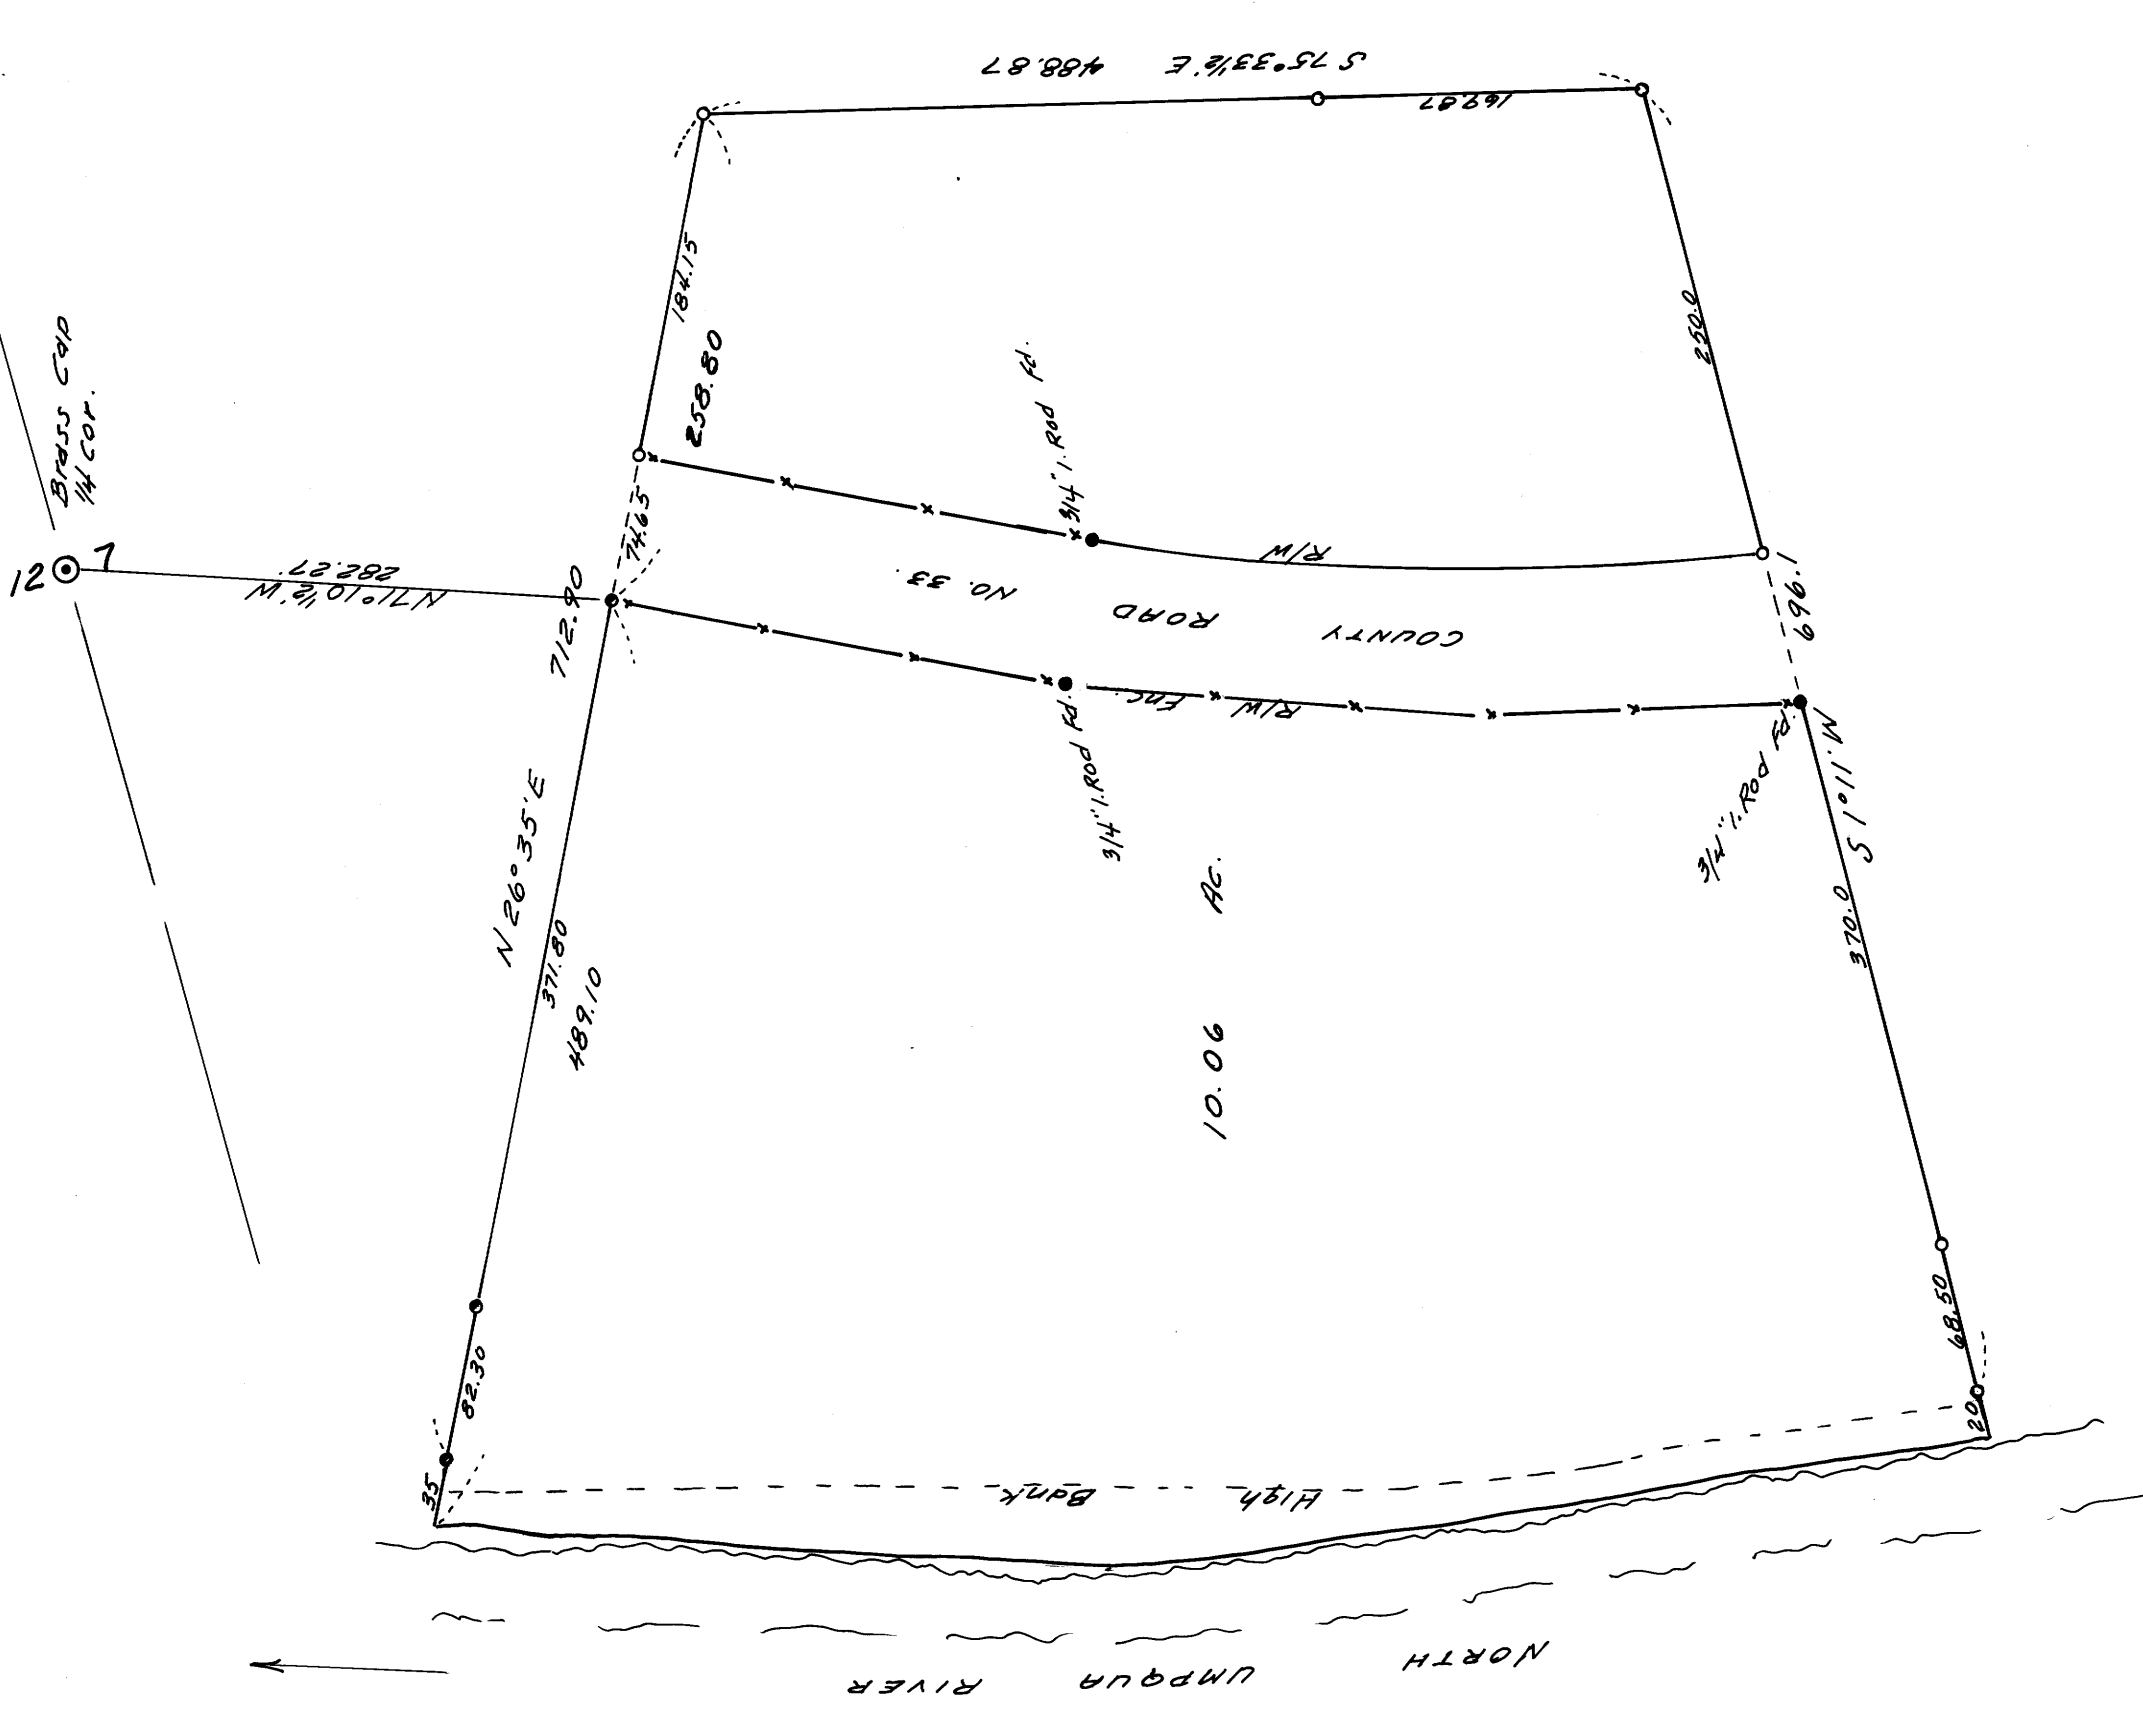 S 75°33½' E 488.87
169.87
184.15
258.80
250.0
Brass Cap
¼ Cor.
12
7
N71°10½' W
282.27'
74.65
712.90
3/4" I. Rod fd.
R/W
COUNTY ROAD NO. 33
696.1
R/W Enc.
3/4" I. Rod Fd.
3/4" I. Rod Fd.
S 1°11' W
N 26°35' E
371.80
489.10
370.0
10.06 Ac.
82.30
68.50
35
20
High Bank
NORTH UMPQUA RIVER